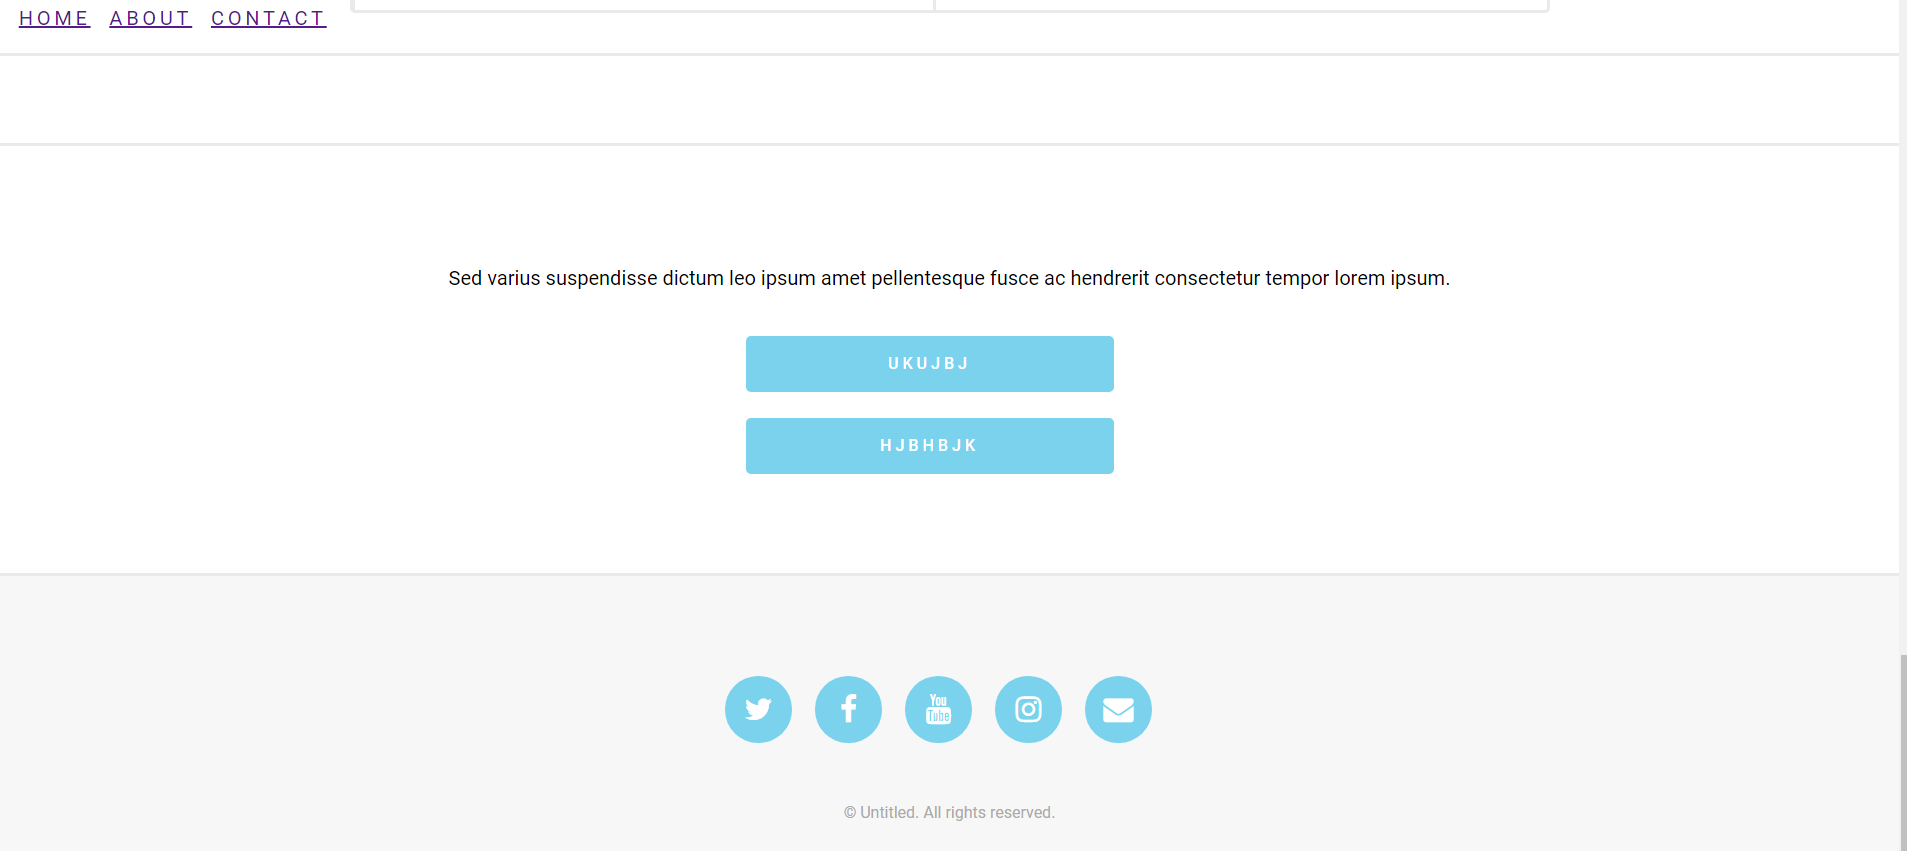 HOME ABOUT CONTACT
Sed varius suspendisse dictum leo ipsum amet pellentesque fusce ac hendrerit consectetur tempor lorem ipsum.
UKUJBJ
HJBHBJK
You
Tube
© Untitled. All rights reserved.